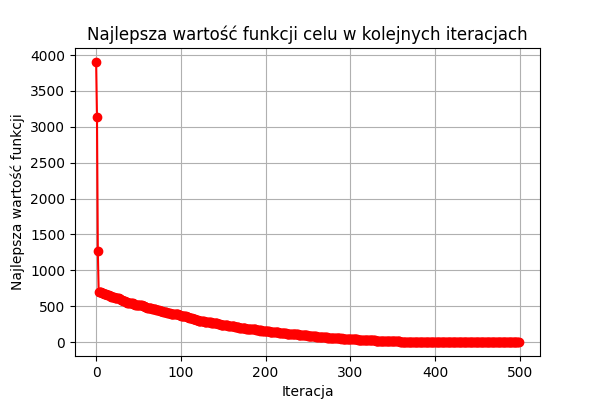 Najlepsza wartość funkcji celu w kolejnych iteracjach
4000
3500
3000
2500
2000
1500
1000
500
0
Najlepsza wartość funkcji
0 100 200 300 400 500
Iteracja